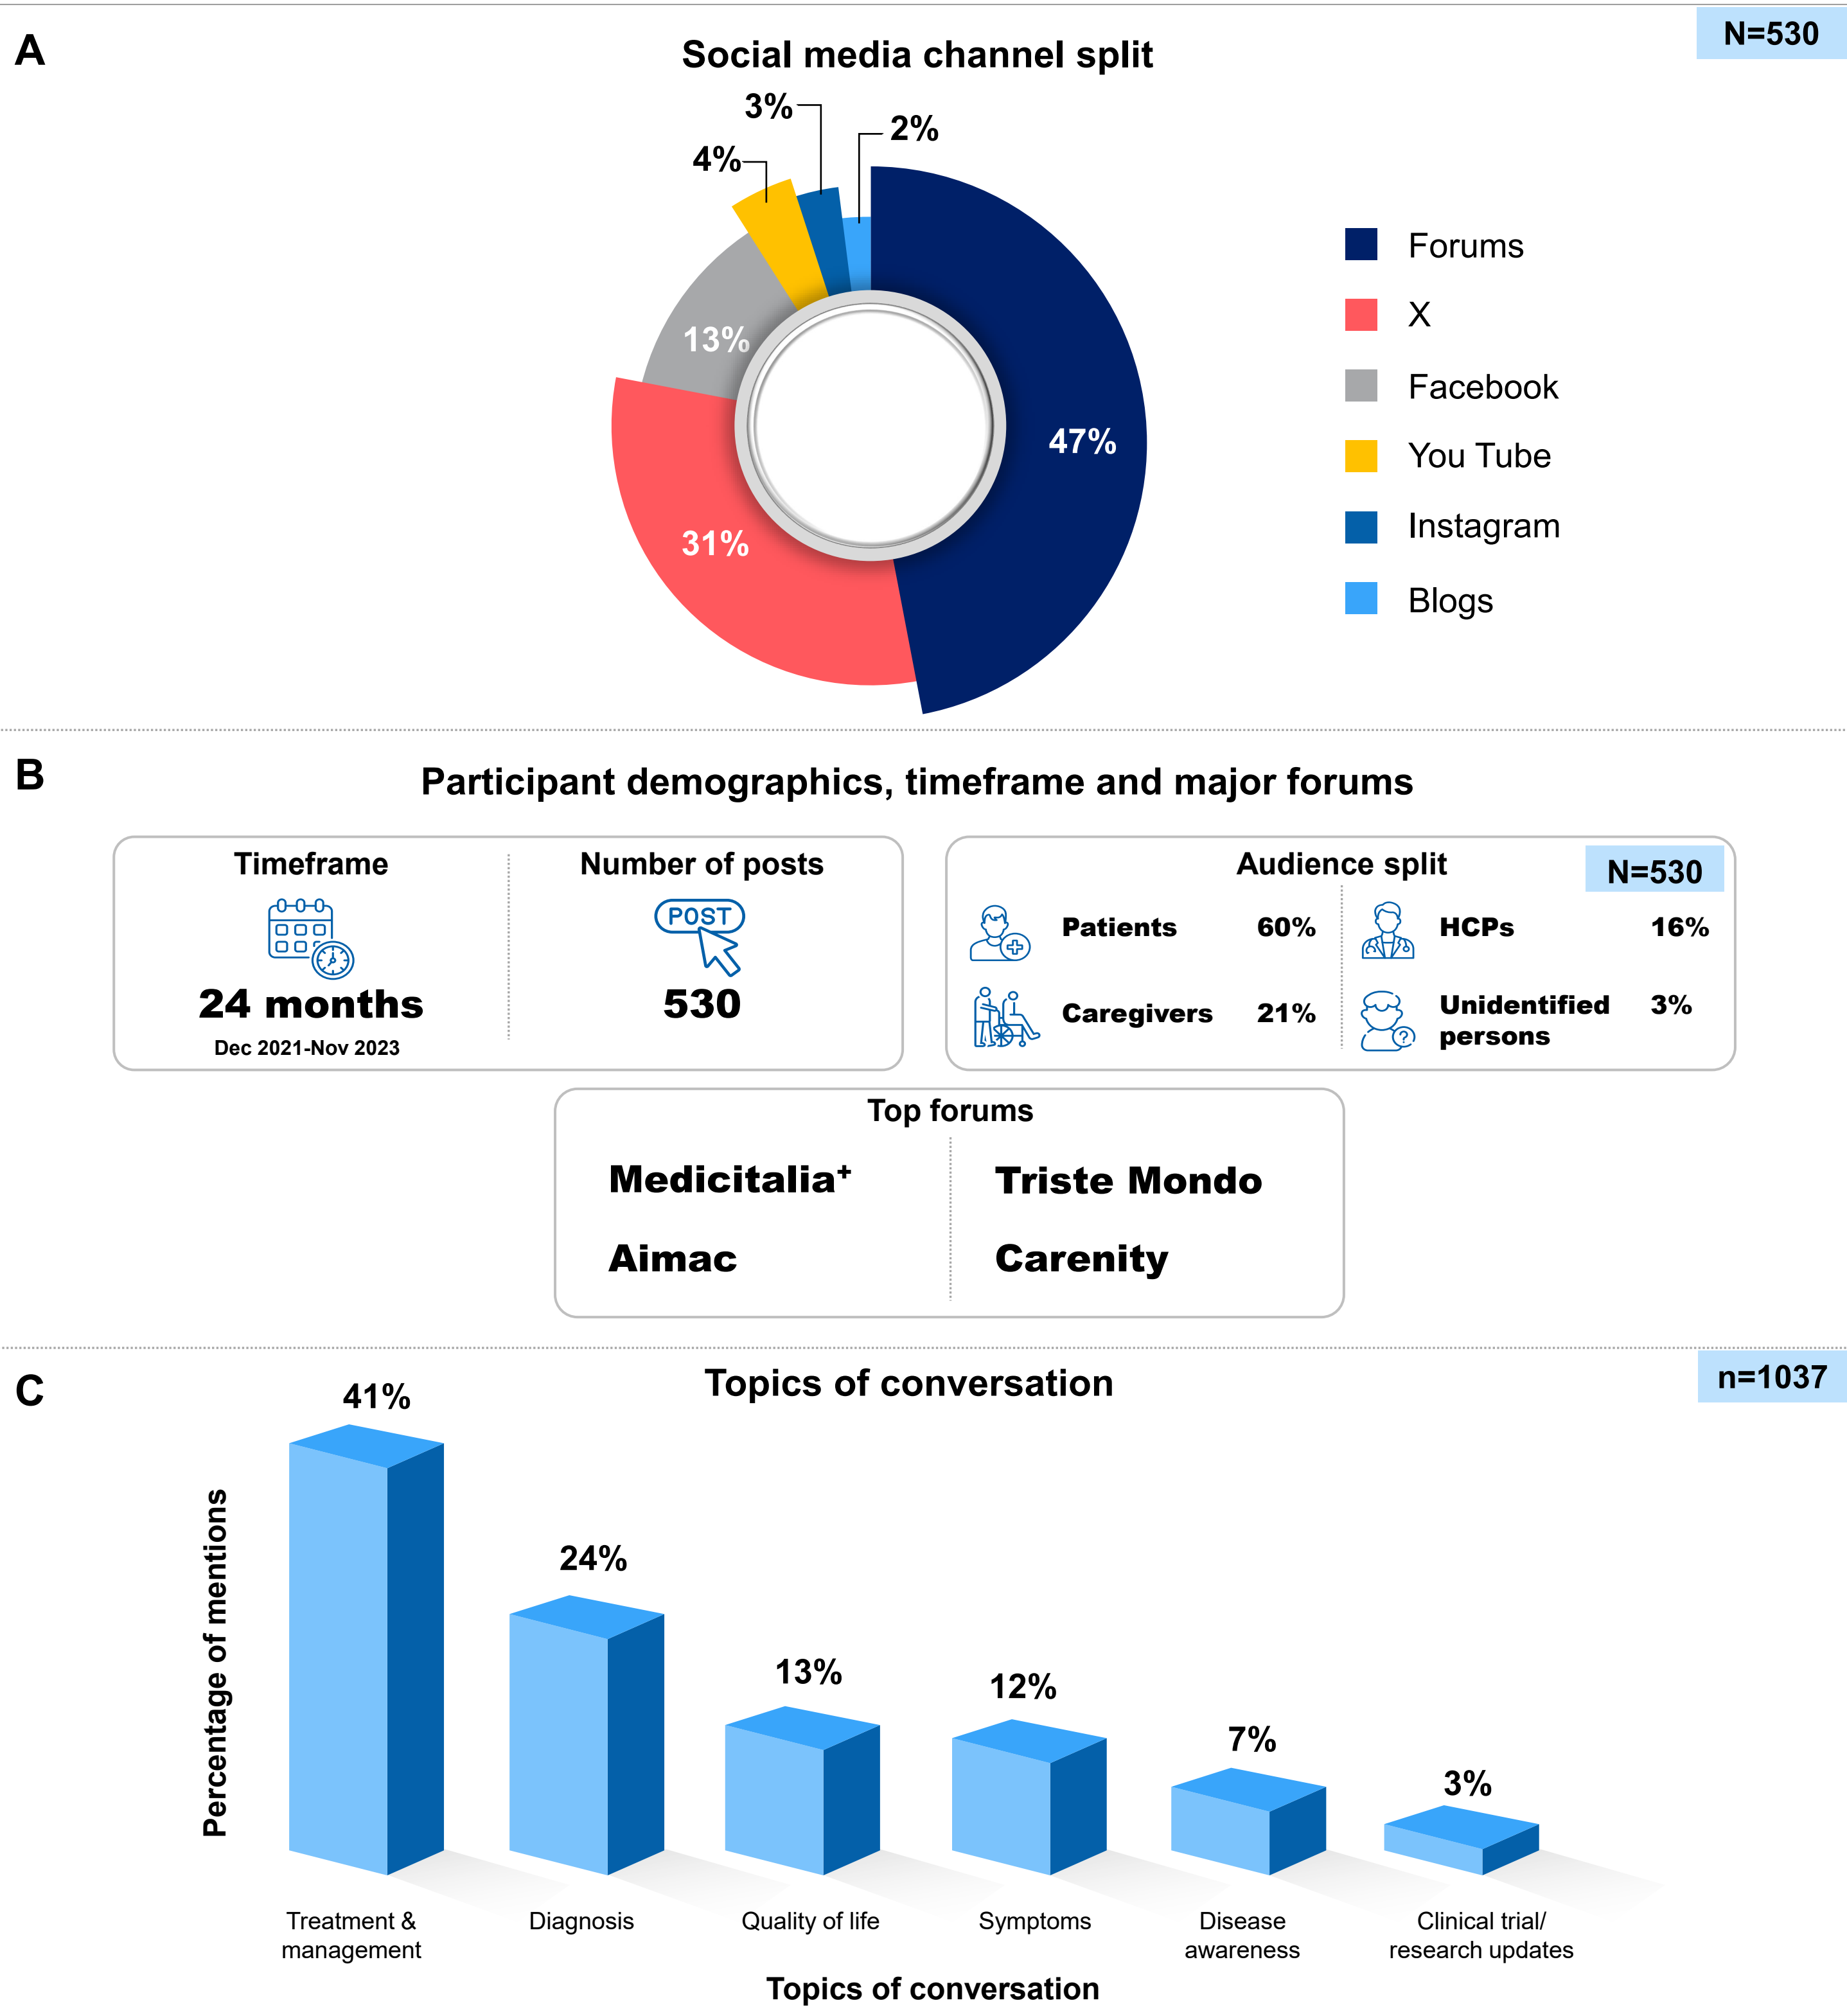 A
Social media channel split
N=530
3%
2%
4%
13%
47%
31%
Forums
X
Facebook
You Tube
Instagram
Blogs
B
Participant demographics, timeframe and major forums
Timeframe
24 months
Dec 2021-Nov 2023
Number of posts
POST
530
Audience split
N=530
Patients 60%
Caregivers 21%
HCPs 16%
Unidentified
persons 3%
?
Top forums
Medicitalia+
Aimac
Triste Mondo
Carenity
C
Topics of conversation
n=1037
Percentage of mentions
41%
24%
13%
12%
7%
3%
Treatment &
management
Diagnosis
Quality of life
Symptoms
Disease
awareness
Clinical trial/
research updates
Topics of conversation